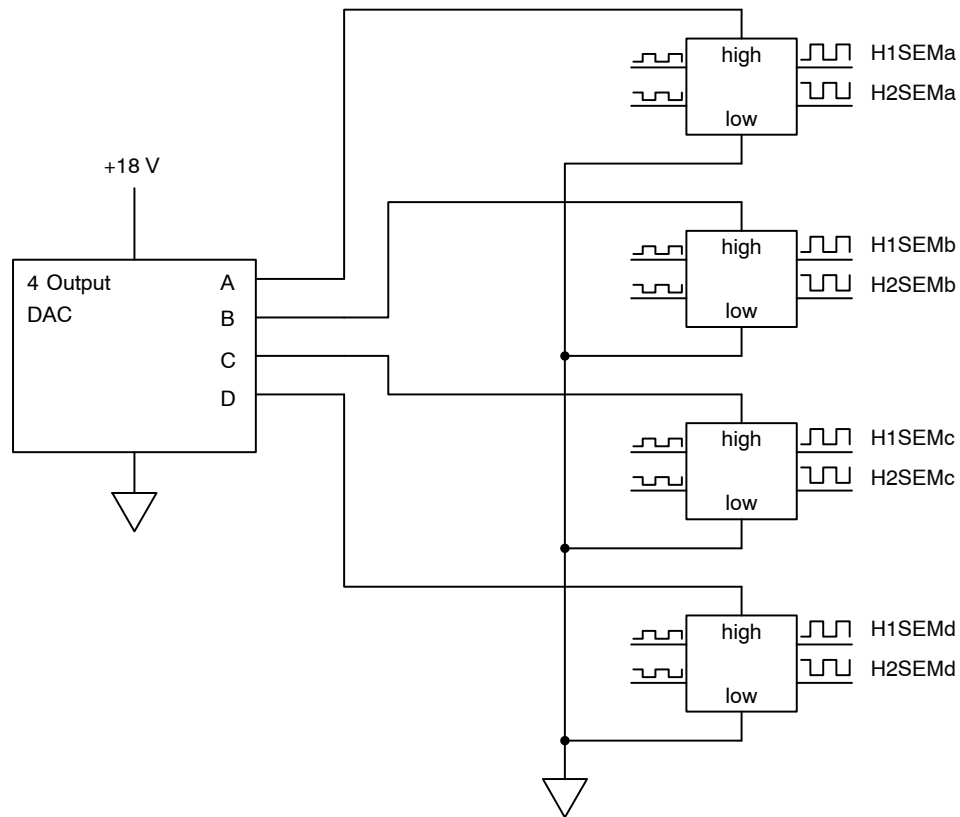 high
low
H1SEMa
H2SEMa
+18 V
4 Output
DAC
A
B
C
D
high
low
H1SEMb
H2SEMb
high
low
H1SEMc
H2SEMc
high
low
H1SEMd
H2SEMd